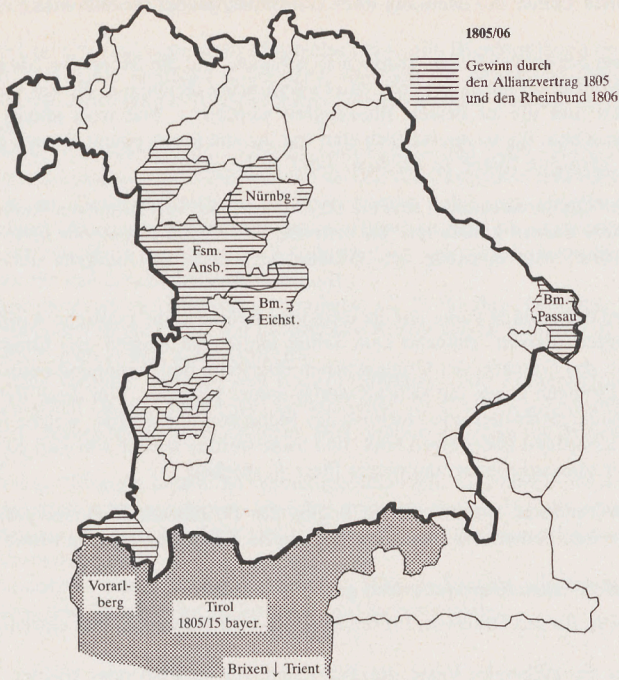 1805/06
Gewinn durch
den Allianzvertrag 1805
und den Rheinbund 1806
Nürnbg.
Fsm.
Ansb.
Bm.
Eichst.
Bm.
Passau
Vorarl-
berg
Tirol
1805/15 bayer.
Brixen ↓ Trient